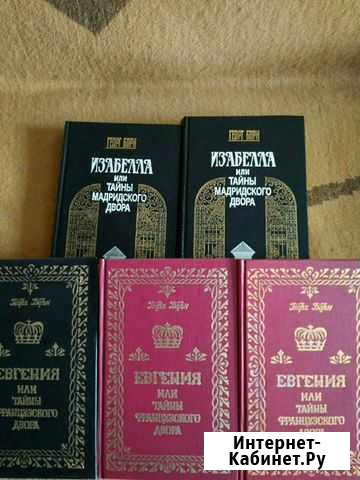 ГЕОРГ БОРН
ИЗАБЕЛЛА
ИЛИ
ТАЙНЫ
МАДРИДСКОГО
ДВОРА
ГЕОРГ БОРН
ИЗАБЕЛЛА
ИЛИ
ТАЙНЫ
МАДРИДСКОГО
ДВОРА
Георг Борн
ЕВГЕНИЯ
ИЛИ
ТАЙНЫ
ФРАНЦУЗСКОГО
ДВОРА
Георг Борн
ЕВГЕНИЯ
ИЛИ
ТАЙНЫ
ФРАНЦУЗСКОГО
ДВОРА
Георг Борн
ЕВГЕНИЯ
ИЛИ
ТАЙНЫ
ФРАНЦУЗСКОГО
ДВОРА
Интернет-
Кабинет.Ру